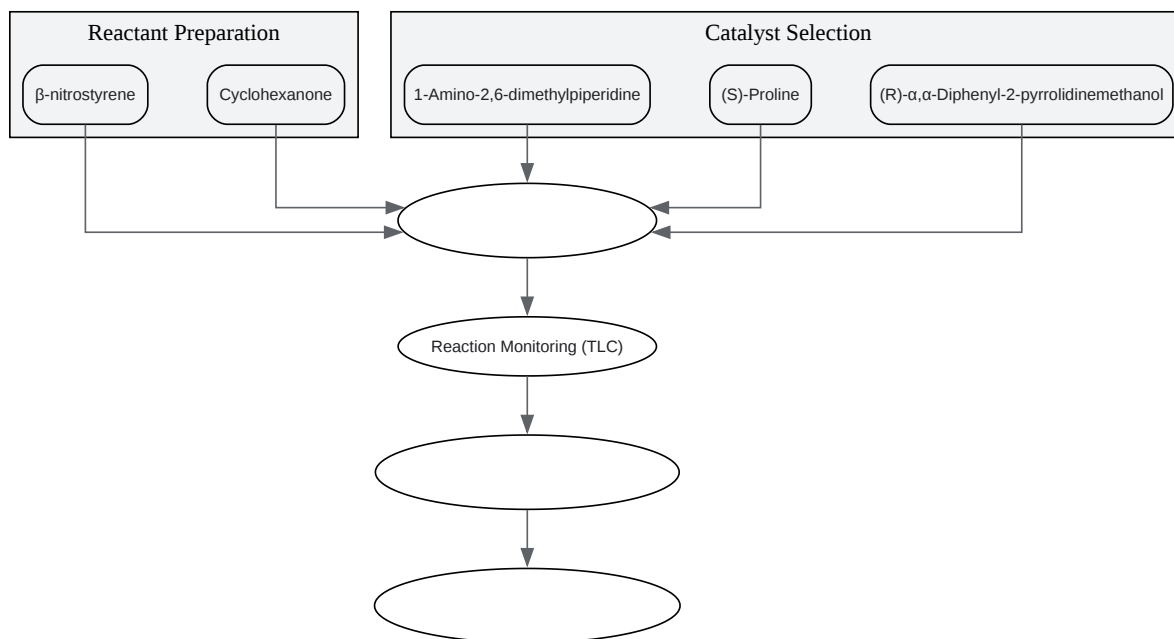 Reactant Preparation
Catalyst Selection
β-nitrostyrene
Cyclohexanone
1-Amino-2,6-dimethylpiperidine
(S)-Proline
(R)-α,α-Diphenyl-2-pyrrolidinemethanol
Reaction Monitoring (TLC)